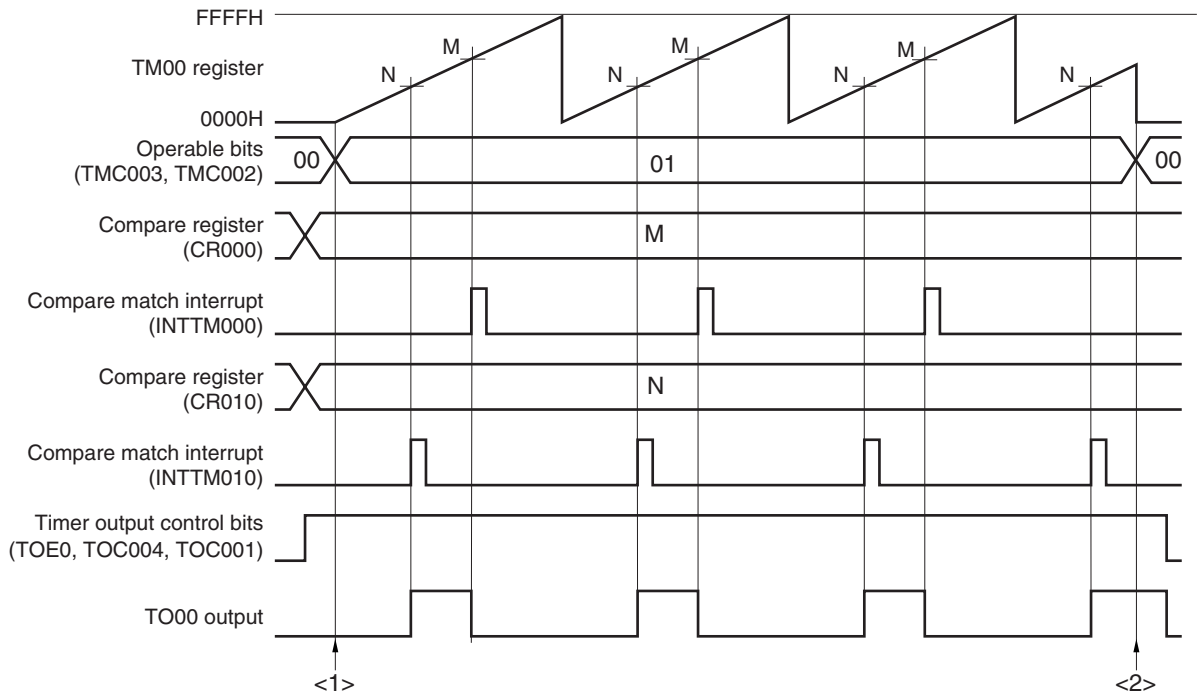 FFFFH
TM00 register
0000H
N M N M N M N
Operable bits
(TMC003, TMC002)
00 01 00
Compare register
(CR000)
M
Compare match interrupt
(INTTM000)
Compare register
(CR010)
N
Compare match interrupt
(INTTM010)
Timer output control bits
(TOE0, TOC004, TOC001)
TO00 output
<1> <2>